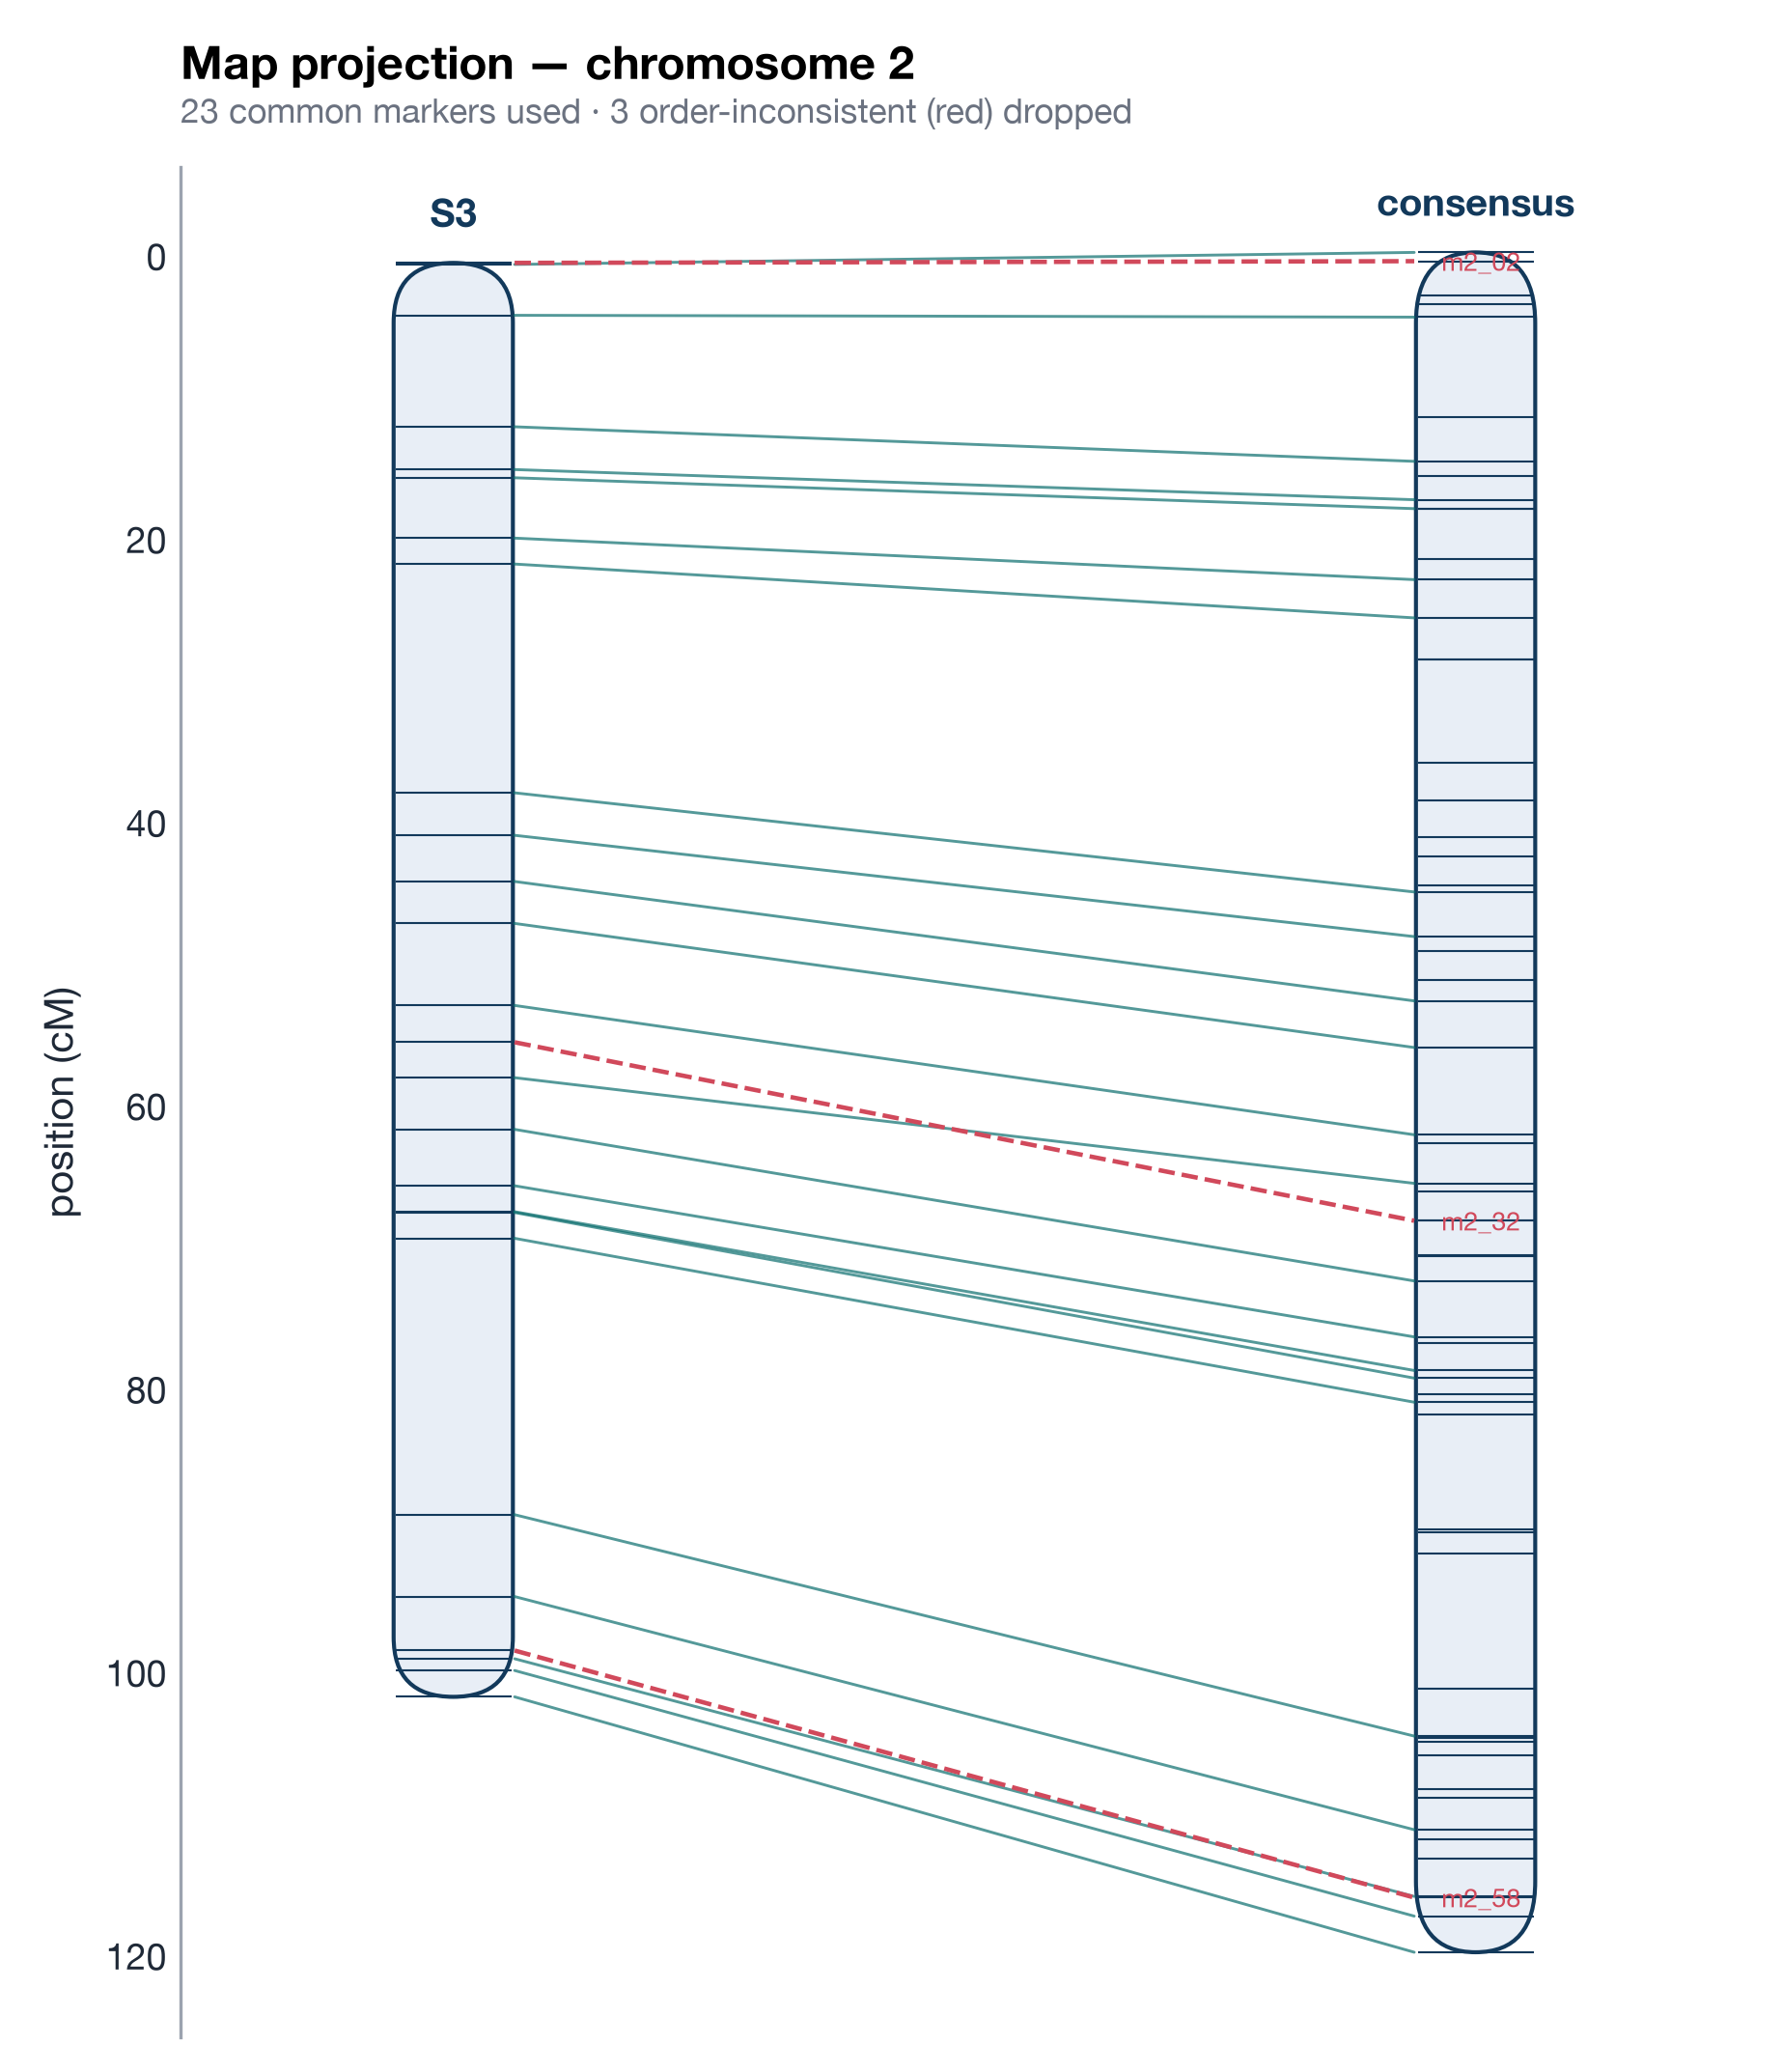 Map projection — chromosome 2
23 common markers used · 3 order-inconsistent (red) dropped
S3
consensus
0
20
40
60
80
100
120
position (cM)
m2_02
m2_32
m2_58